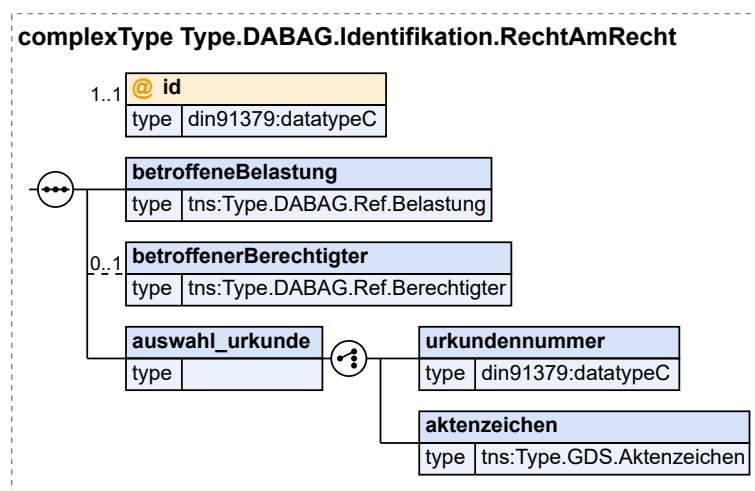 complexType Type.DABAG.Identifikation.RechtAmRecht
1..1 @ id
type din91379:datatypeC
betroffeneBelastung
type tns:Type.DABAG.Ref.Belastung
0..1 betroffenerBerechtigter
type tns:Type.DABAG.Ref.Berechtigter
auswahl_urkunde
type
urkundennummer
type din91379:datatypeC
aktenzeichen
type tns:Type.GDS.Aktenzeichen